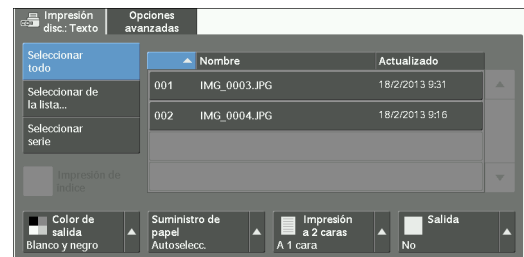 Impresión
disc.: Texto
Opciones
avanzadas
Seleccionar
todo
Seleccionar de
la lista...
Seleccionar
serie
Impresión de
índice
Nombre
Actualizado
001 IMG_0003.JPG 18/2/2013 9:31
002 IMG_0004.JPG 18/2/2013 9:16
Color de
salida
Blanco y negro
Suministro de
papel
Autoselecc.
Impresión
a 2 caras
A 1 cara
Salida
No